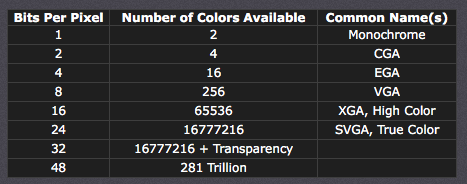 Bits Per Pixel Number of Colors Available Common Name(s)
1 2 Monochrome
2 4 CGA
4 16 EGA
8 256 VGA
16 65536 XGA, High Color
24 16777216 SVGA, True Color
32 16777216 + Transparency
48 281 Trillion